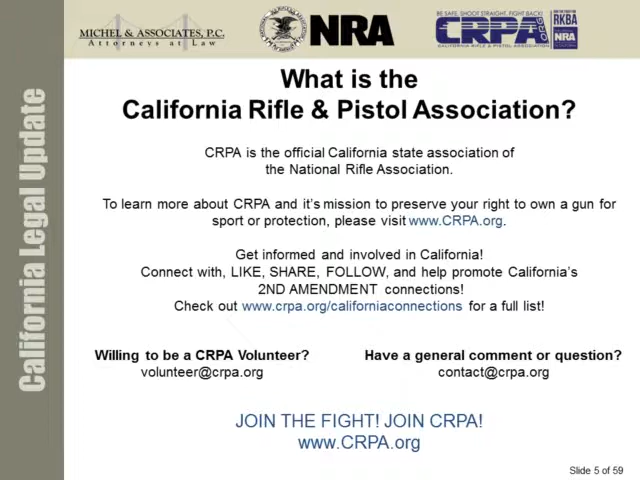 MICHEL & ASSOCIATES, P.C.
Attorneys at Law
NRA
BE SAFE, SHOOT STRAIGHT, FIGHT BACK!
CRPA.ORG
CALIFORNIA RIFLE & PISTOL ASSOCIATION
RKBA
NRA
California Legal Update
What is the
California Rifle & Pistol Association?
CRPA is the official California state association of
the National Rifle Association.
To learn more about CRPA and it's mission to preserve your right to own a gun for
sport or protection, please visit www.CRPA.org.
Get informed and involved in California!
Connect with, LIKE, SHARE, FOLLOW, and help promote California's
2ND AMENDMENT connections!
Check out www.crpa.org/californiaconnections for a full list!
Willing to be a CRPA Volunteer?
volunteer@crpa.org
Have a general comment or question?
contact@crpa.org
JOIN THE FIGHT! JOIN CRPA!
www.CRPA.org
Slide 5 of 59